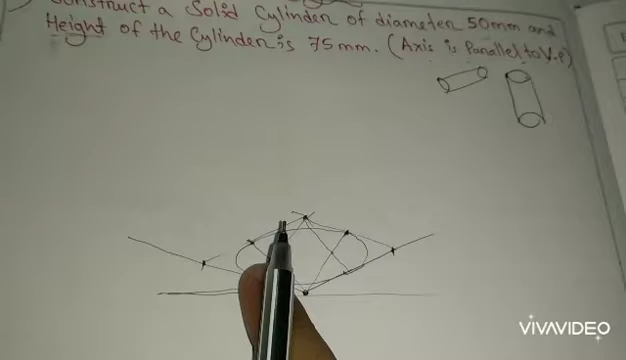 Construct a Solid Cylinder of diameter 50mm and
Height of the Cylinder is 75mm. (Axis is Parallel to V.P)
VIVAVIDEO